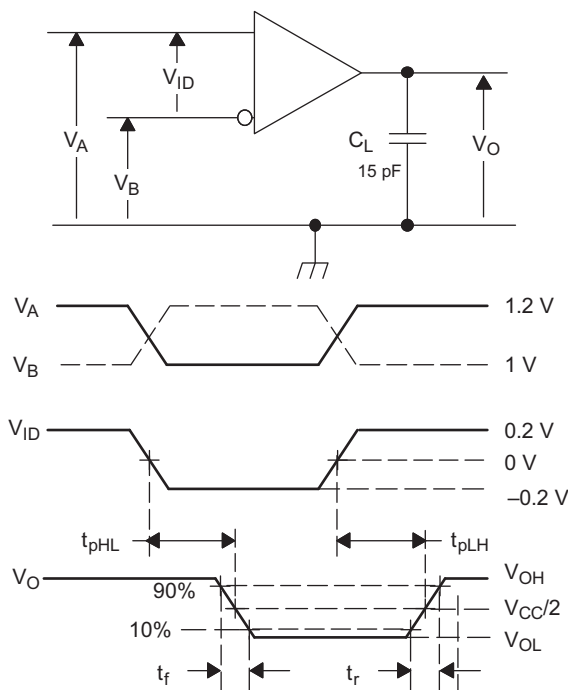 V_ID
V_A
V_B
C_L
15 pF
V_O
V_A
1.2 V
V_B
1 V
V_ID
0.2 V
0 V
–0.2 V
t_pHL
t_pLH
V_O
V_OH
90%
V_CC/2
10%
V_OL
t_f
t_r